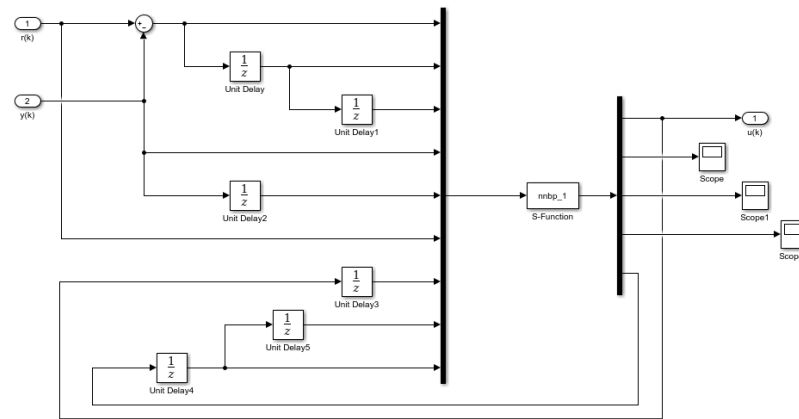 1
r(k)
+
−
1
z
Unit Delay
1
z
Unit Delay1
2
y(k)
1
z
Unit Delay2
nnbp_1
S-Function
1
u(k)
Scope
Scope1
Scop
1
z
Unit Delay3
1
z
Unit Delay5
1
z
Unit Delay4